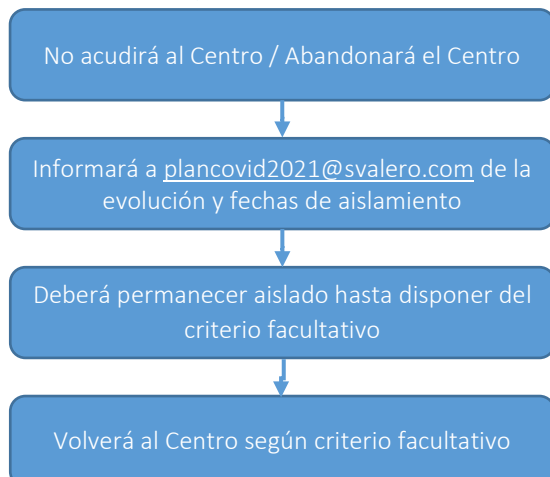 No acudirá al Centro / Abandonará el Centro
Informará a plancovid2021@svalero.com de la
evolución y fechas de aislamiento
Deberá permanecer aislado hasta disponer del
criterio facultativo
Volverá al Centro según criterio facultativo